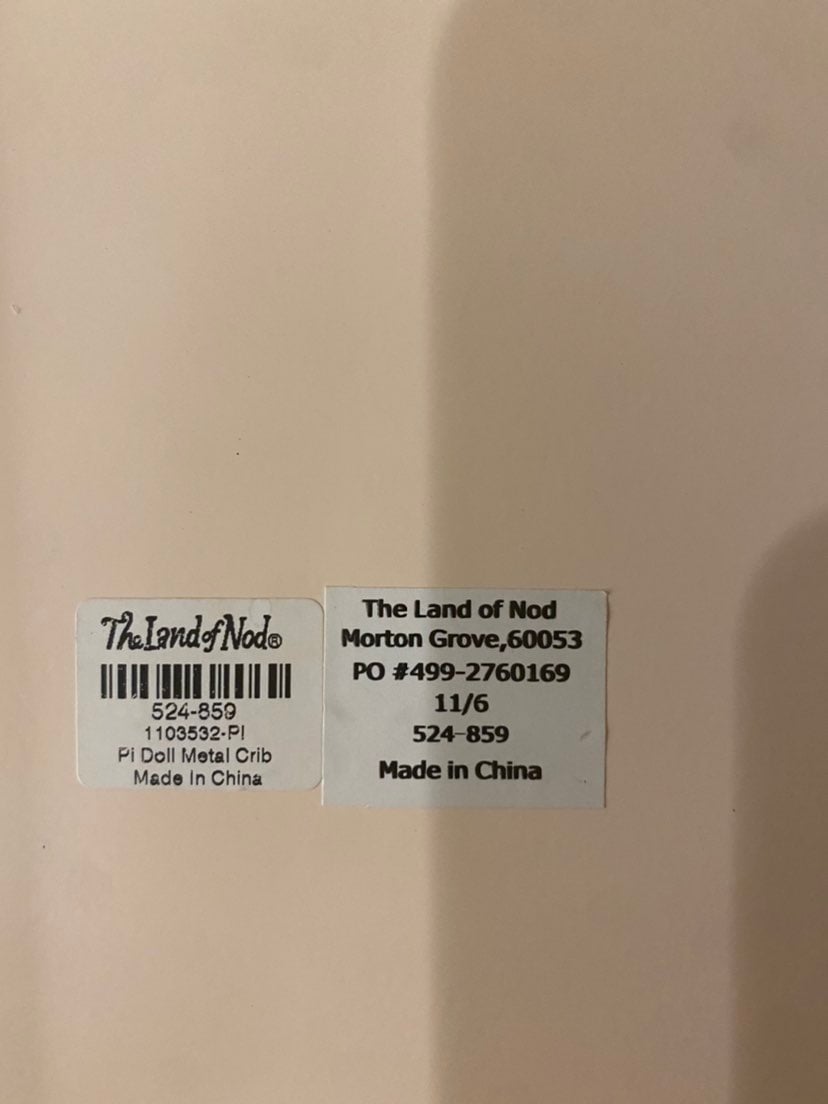 The Land of Nod®
524-859
1103532-PI
Pi Doll Metal Crib
Made In China
The Land of Nod
Morton Grove,60053
PO #499-2760169
11/6
524-859
Made in China